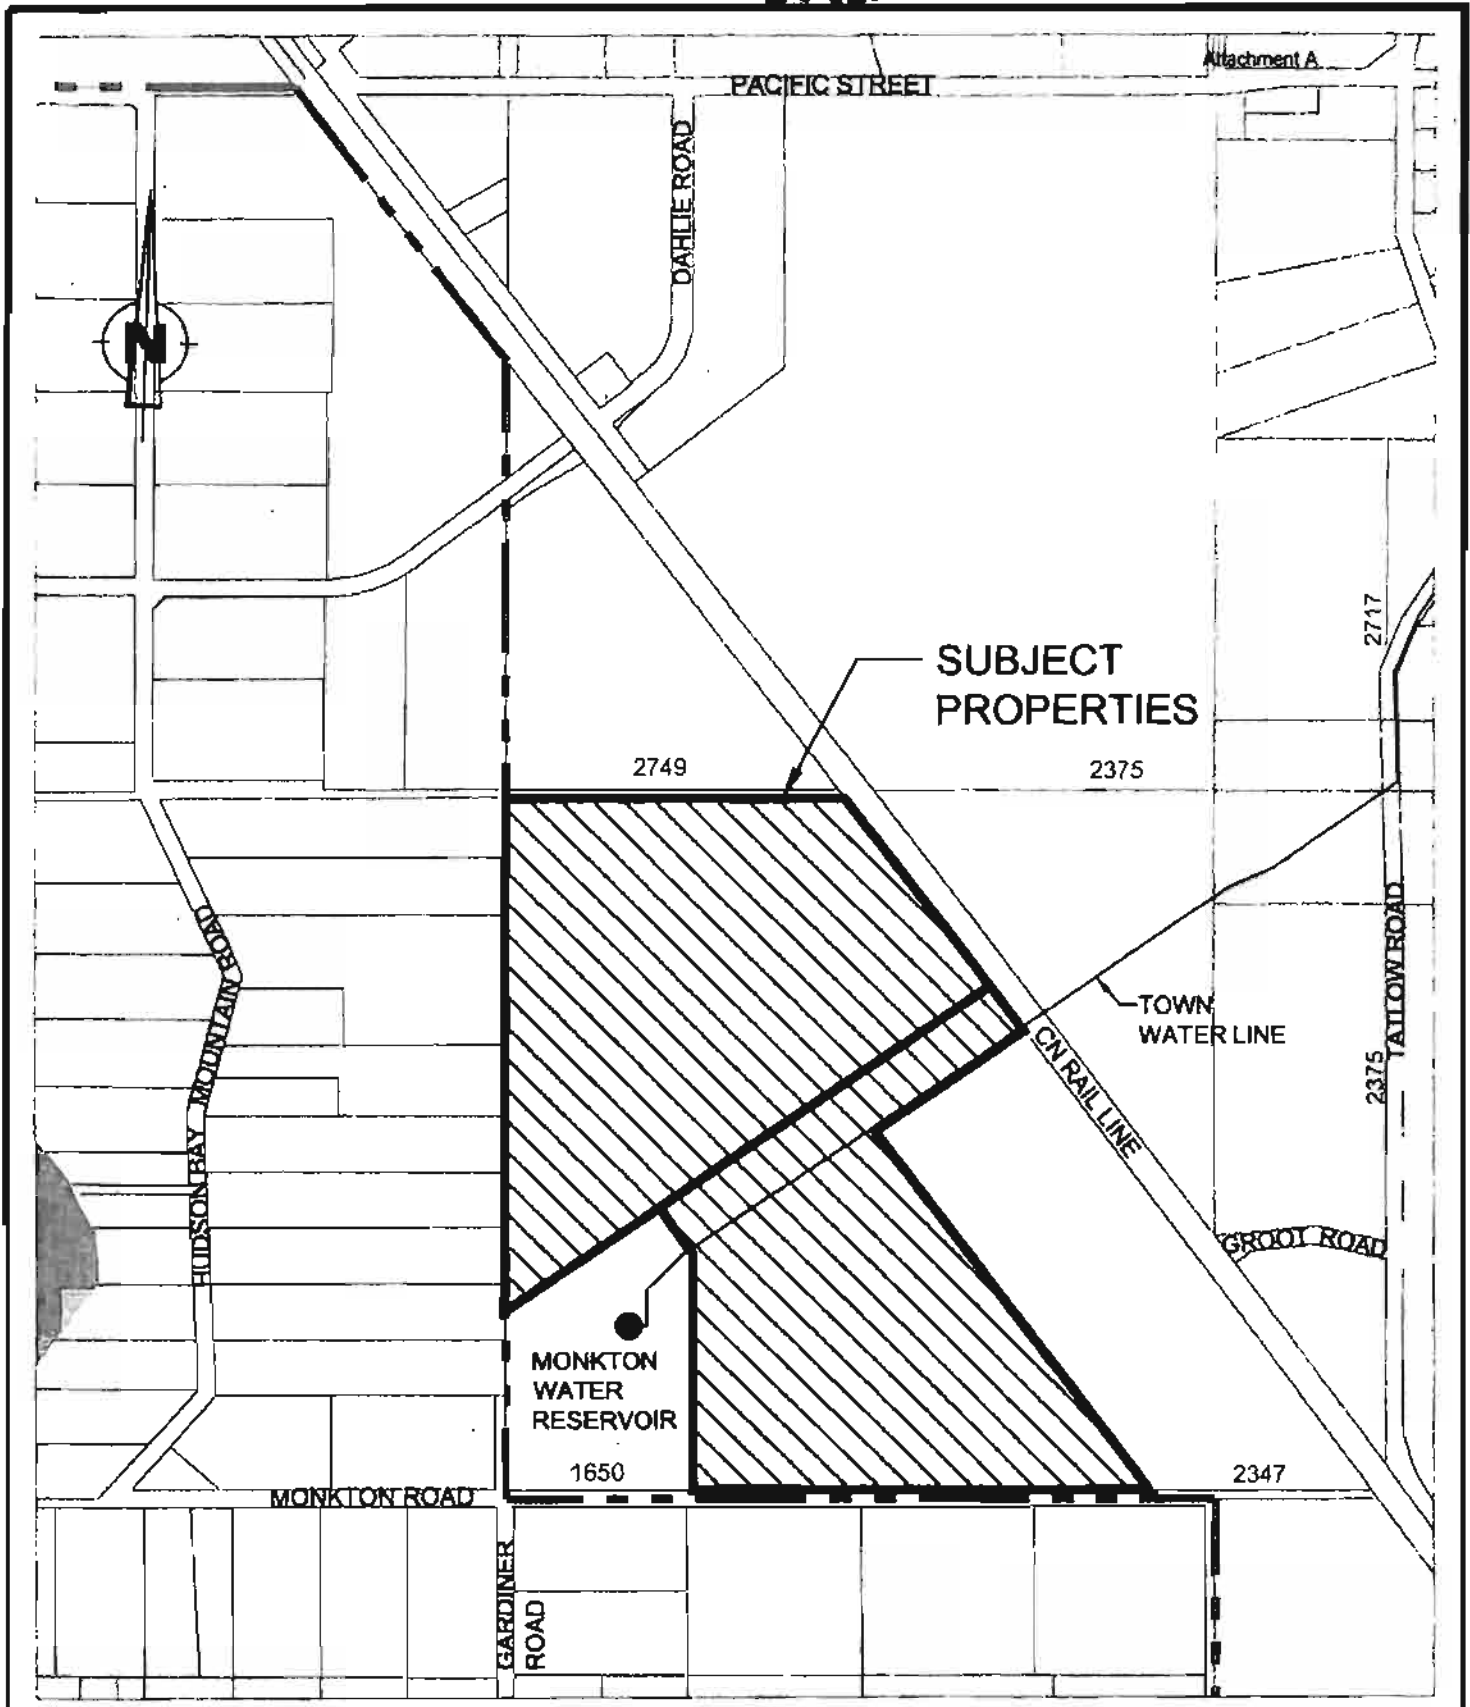 Attachment A
PACIFIC STREET
DAHLIE ROAD
N
2717
SUBJECT
PROPERTIES
2749
2375
TATLOW ROAD
HUDSON BAY MOUNTAIN ROAD
TOWN
WATER LINE
CN RAIL LINE
2375
GROOT ROAD
MONKTON
WATER
RESERVOIR
1650
2347
MONKTON ROAD
GARDINER
ROAD